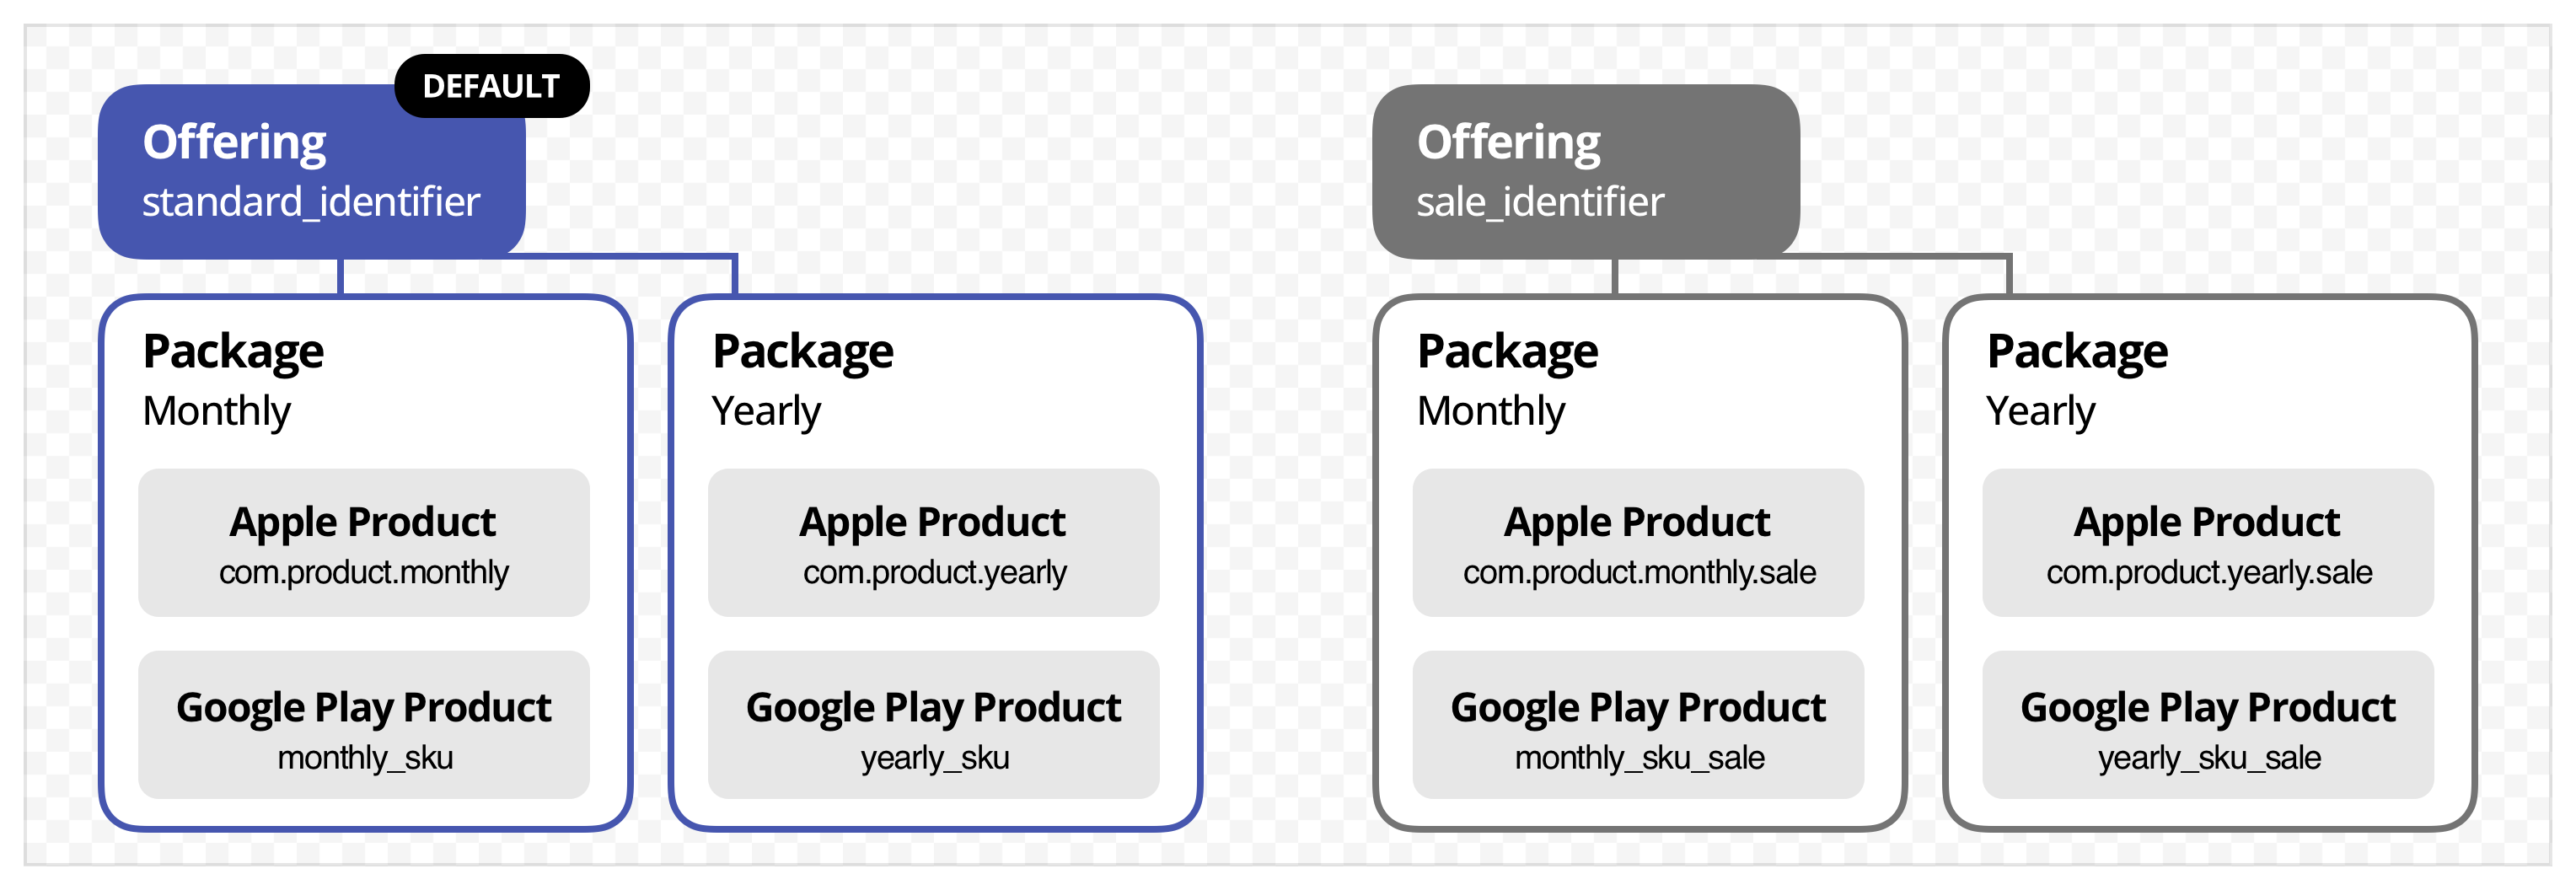 DEFAULT
Offering
standard_identifier
Package
Monthly
Apple Product
com.product.monthly
Google Play Product
monthly_sku
Package
Yearly
Apple Product
com.product.yearly
Google Play Product
yearly_sku
Offering
sale_identifier
Package
Monthly
Apple Product
com.product.monthly.sale
Google Play Product
monthly_sku_sale
Package
Yearly
Apple Product
com.product.yearly.sale
Google Play Product
yearly_sku_sale